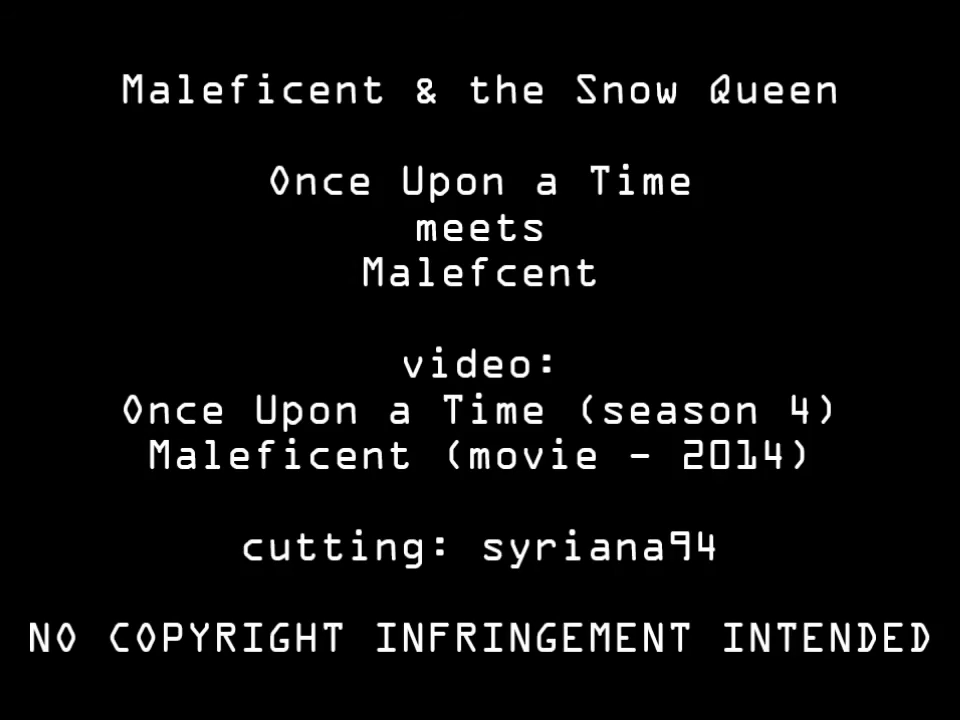 Maleficent & the Snow Queen
Once Upon a Time
meets
Malefcent
video:
Once Upon a Time (season 4)
Maleficent (movie - 2014)
cutting: syriana94
NO COPYRIGHT INFRINGEMENT INTENDED